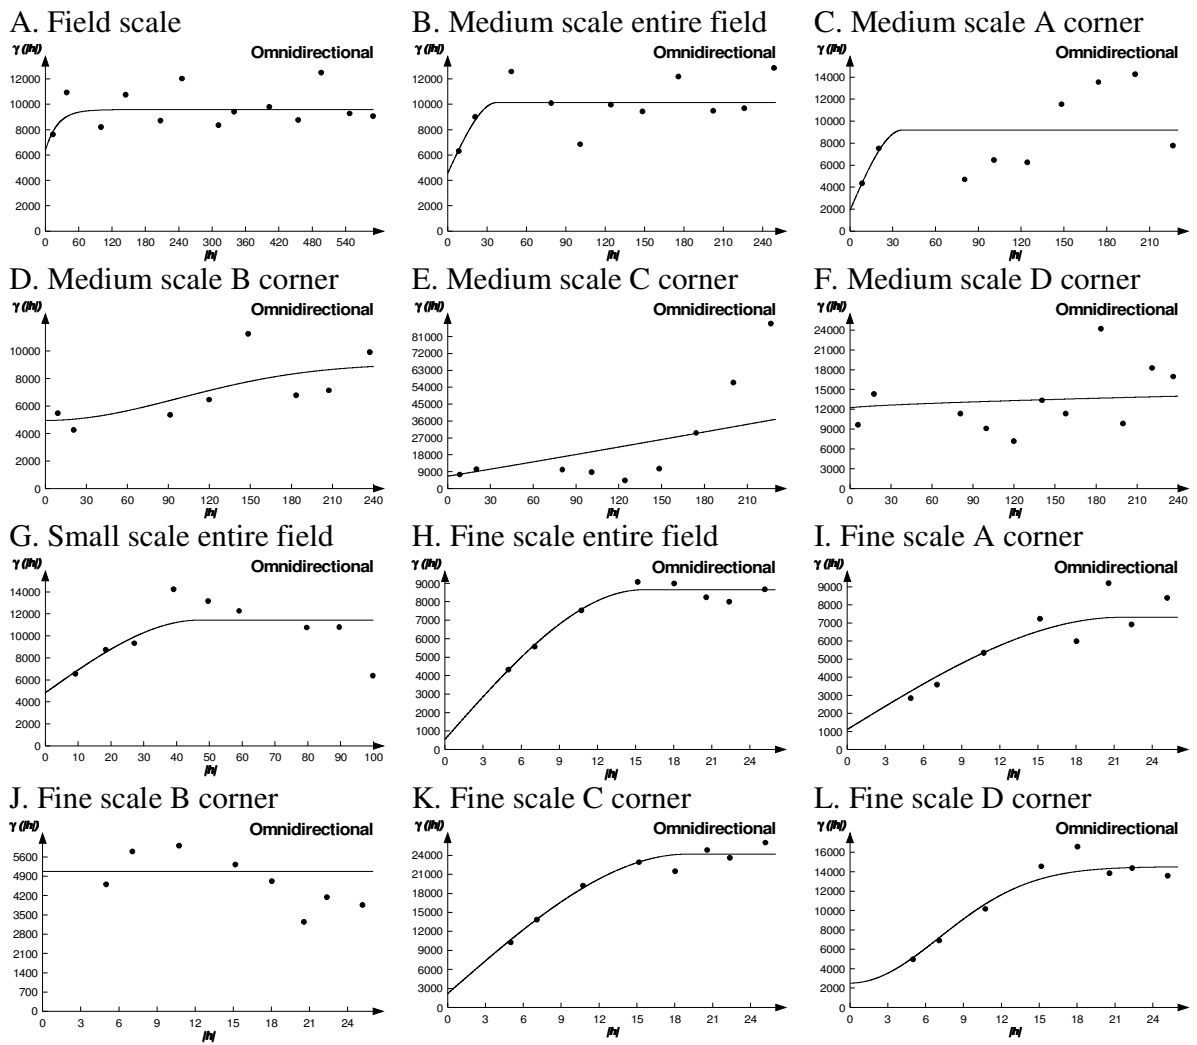 A. Field scale
γ (|h|)
Omnidirectional
12000
10000
8000
6000
4000
2000
0
0 60 120 180 240 300 360 420 480 540
|h|
B. Medium scale entire field
γ (|h|)
Omnidirectional
12000
10000
8000
6000
4000
2000
0
0 30 60 90 120 150 180 210 240
|h|
C. Medium scale A corner
γ (|h|)
Omnidirectional
14000
12000
10000
8000
6000
4000
2000
0
0 30 60 90 120 150 180 210
|h|
D. Medium scale B corner
γ (|h|)
Omnidirectional
10000
8000
6000
4000
2000
0
0 30 60 90 120 150 180 210 240
|h|
E. Medium scale C corner
γ (|h|)
Omnidirectional
81000
72000
63000
54000
45000
36000
27000
18000
9000
0
0 30 60 90 120 150 180 210
|h|
F. Medium scale D corner
γ (|h|)
Omnidirectional
24000
21000
18000
15000
12000
9000
6000
3000
0
0 30 60 90 120 150 180 210 240
|h|
G. Small scale entire field
γ (|h|)
Omnidirectional
14000
12000
10000
8000
6000
4000
2000
0
0 10 20 30 40 50 60 70 80 90 100
|h|
H. Fine scale entire field
γ (|h|)
Omnidirectional
9000
8000
7000
6000
5000
4000
3000
2000
1000
0
0 3 6 9 12 15 18 21 24
|h|
I. Fine scale A corner
γ (|h|)
Omnidirectional
9000
8000
7000
6000
5000
4000
3000
2000
1000
0
0 3 6 9 12 15 18 21 24
|h|
J. Fine scale B corner
γ (|h|)
Omnidirectional
5600
4900
4200
3500
2800
2100
1400
700
0
0 3 6 9 12 15 18 21 24
|h|
K. Fine scale C corner
γ (|h|)
Omnidirectional
24000
21000
18000
15000
12000
9000
6000
3000
0
0 3 6 9 12 15 18 21 24
|h|
L. Fine scale D corner
γ (|h|)
Omnidirectional
16000
14000
12000
10000
8000
6000
4000
2000
0
0 3 6 9 12 15 18 21 24
|h|